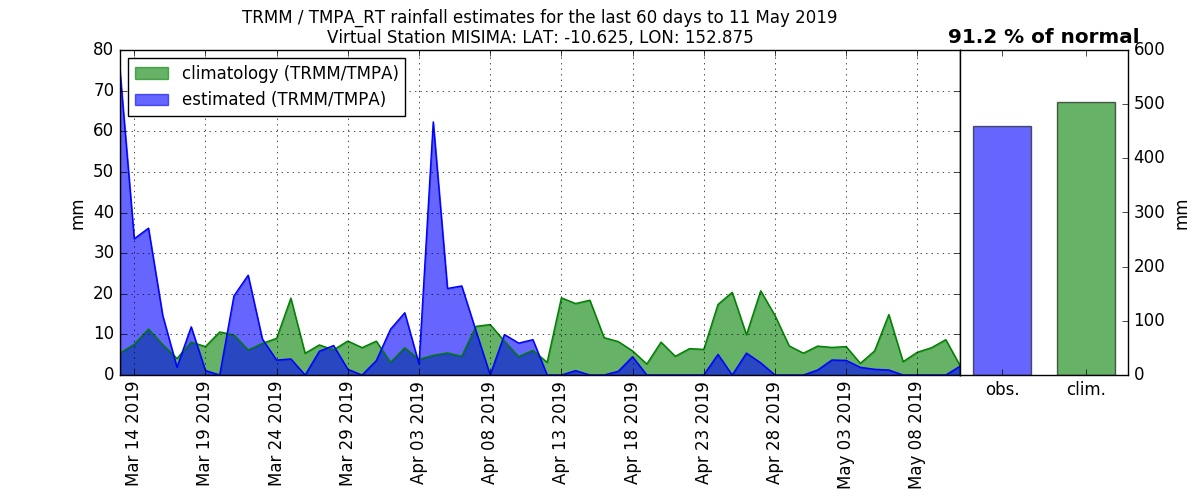 TRMM / TMPA_RT rainfall estimates for the last 60 days to 11 May 2019
Virtual Station MISIMA: LAT: -10.625, LON: 152.875
91.2 % of normal
climatology (TRMM/TMPA)
estimated (TRMM/TMPA)
80
70
60
50
40
30
20
10
0
mm
Mar 14 2019
Mar 19 2019
Mar 24 2019
Mar 29 2019
Apr 03 2019
Apr 08 2019
Apr 13 2019
Apr 18 2019
Apr 23 2019
Apr 28 2019
May 03 2019
May 08 2019
obs.
clim.
600
500
400
300
200
100
0
mm